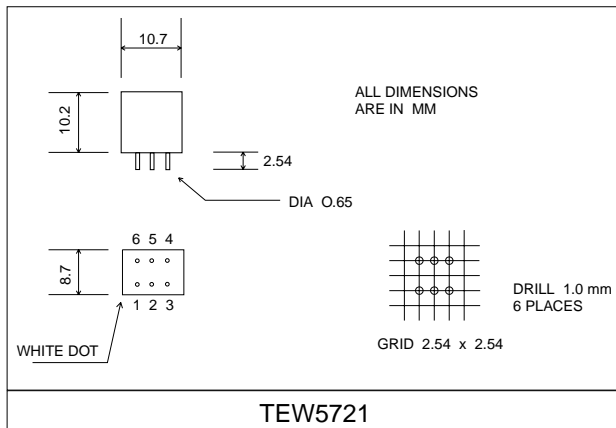 10.7
ALL DIMENSIONS
ARE IN MM
10.2
2.54
DIA O.65
6 5 4
8.7
1 2 3
WHITE DOT
DRILL 1.0 mm
6 PLACES
GRID 2.54 x 2.54
TEW5721